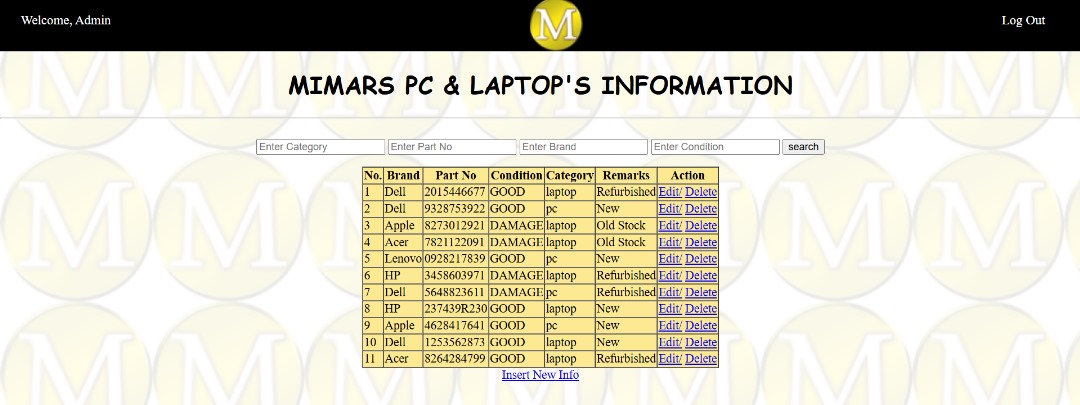 Welcome, Admin M Log Out
MIMARS PC & LAPTOP'S INFORMATION
Enter Category Enter Part No Enter Brand Enter Condition search
No. Brand Part No Condition Category Remarks Action
1 Dell 2015446677 GOOD laptop Refurbished Edit/ Delete
2 Dell 9328753922 GOOD pc New Edit/ Delete
3 Apple 8273012921 DAMAGE laptop Old Stock Edit/ Delete
4 Acer 7821122091 DAMAGE laptop Old Stock Edit/ Delete
5 Lenovo 0928217839 GOOD pc New Edit/ Delete
6 HP 3458603971 DAMAGE laptop Refurbished Edit/ Delete
7 Dell 5648823611 DAMAGE pc Refurbished Edit/ Delete
8 HP 237439R230 GOOD laptop New Edit/ Delete
9 Apple 4628417641 GOOD pc New Edit/ Delete
10 Dell 1253562873 GOOD laptop New Edit/ Delete
11 Acer 8264284799 GOOD laptop Refurbished Edit/ Delete
Insert New Info